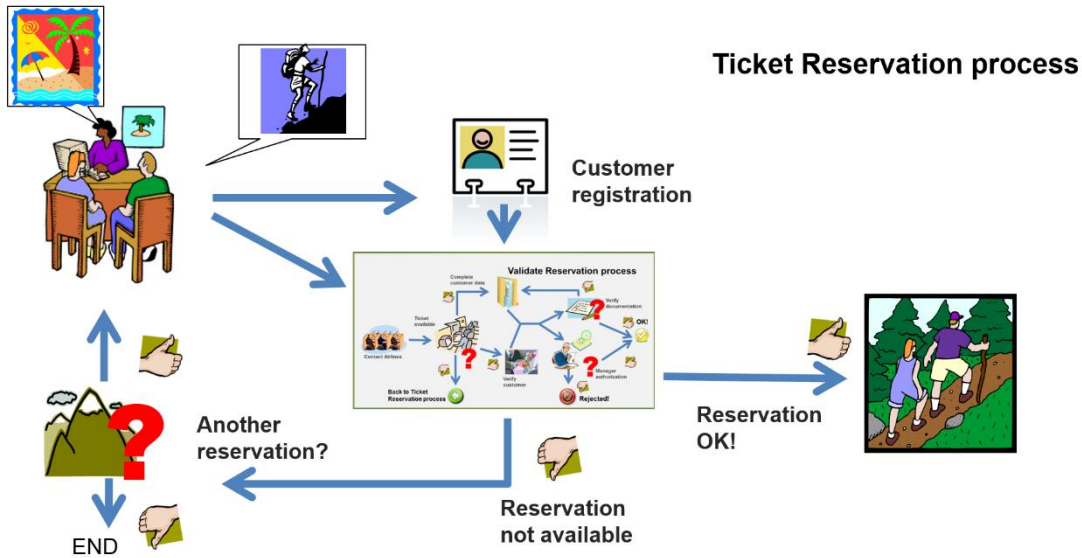 Ticket Reservation process
Customer
registration
Validate Reservation process
Complete
customer data
Verify
documentation
Ticket
available
OK!
Contact Airlines
Manager
authorization
Verify
customer
Back to Ticket
Reservation process
Rejected!
Another
reservation?
Reservation
OK!
Reservation
not available
END